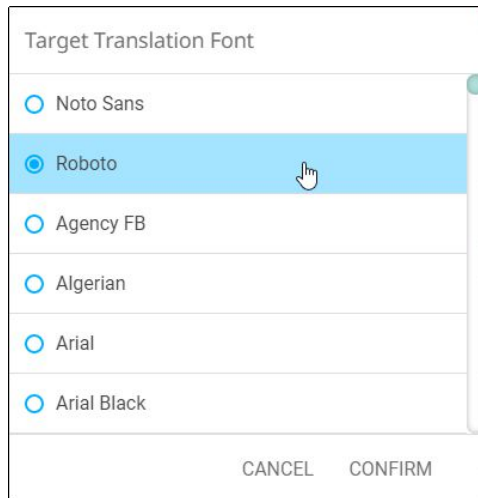 Target Translation Font
Noto Sans
Roboto
Agency FB
Algerian
Arial
Arial Black
CANCEL CONFIRM